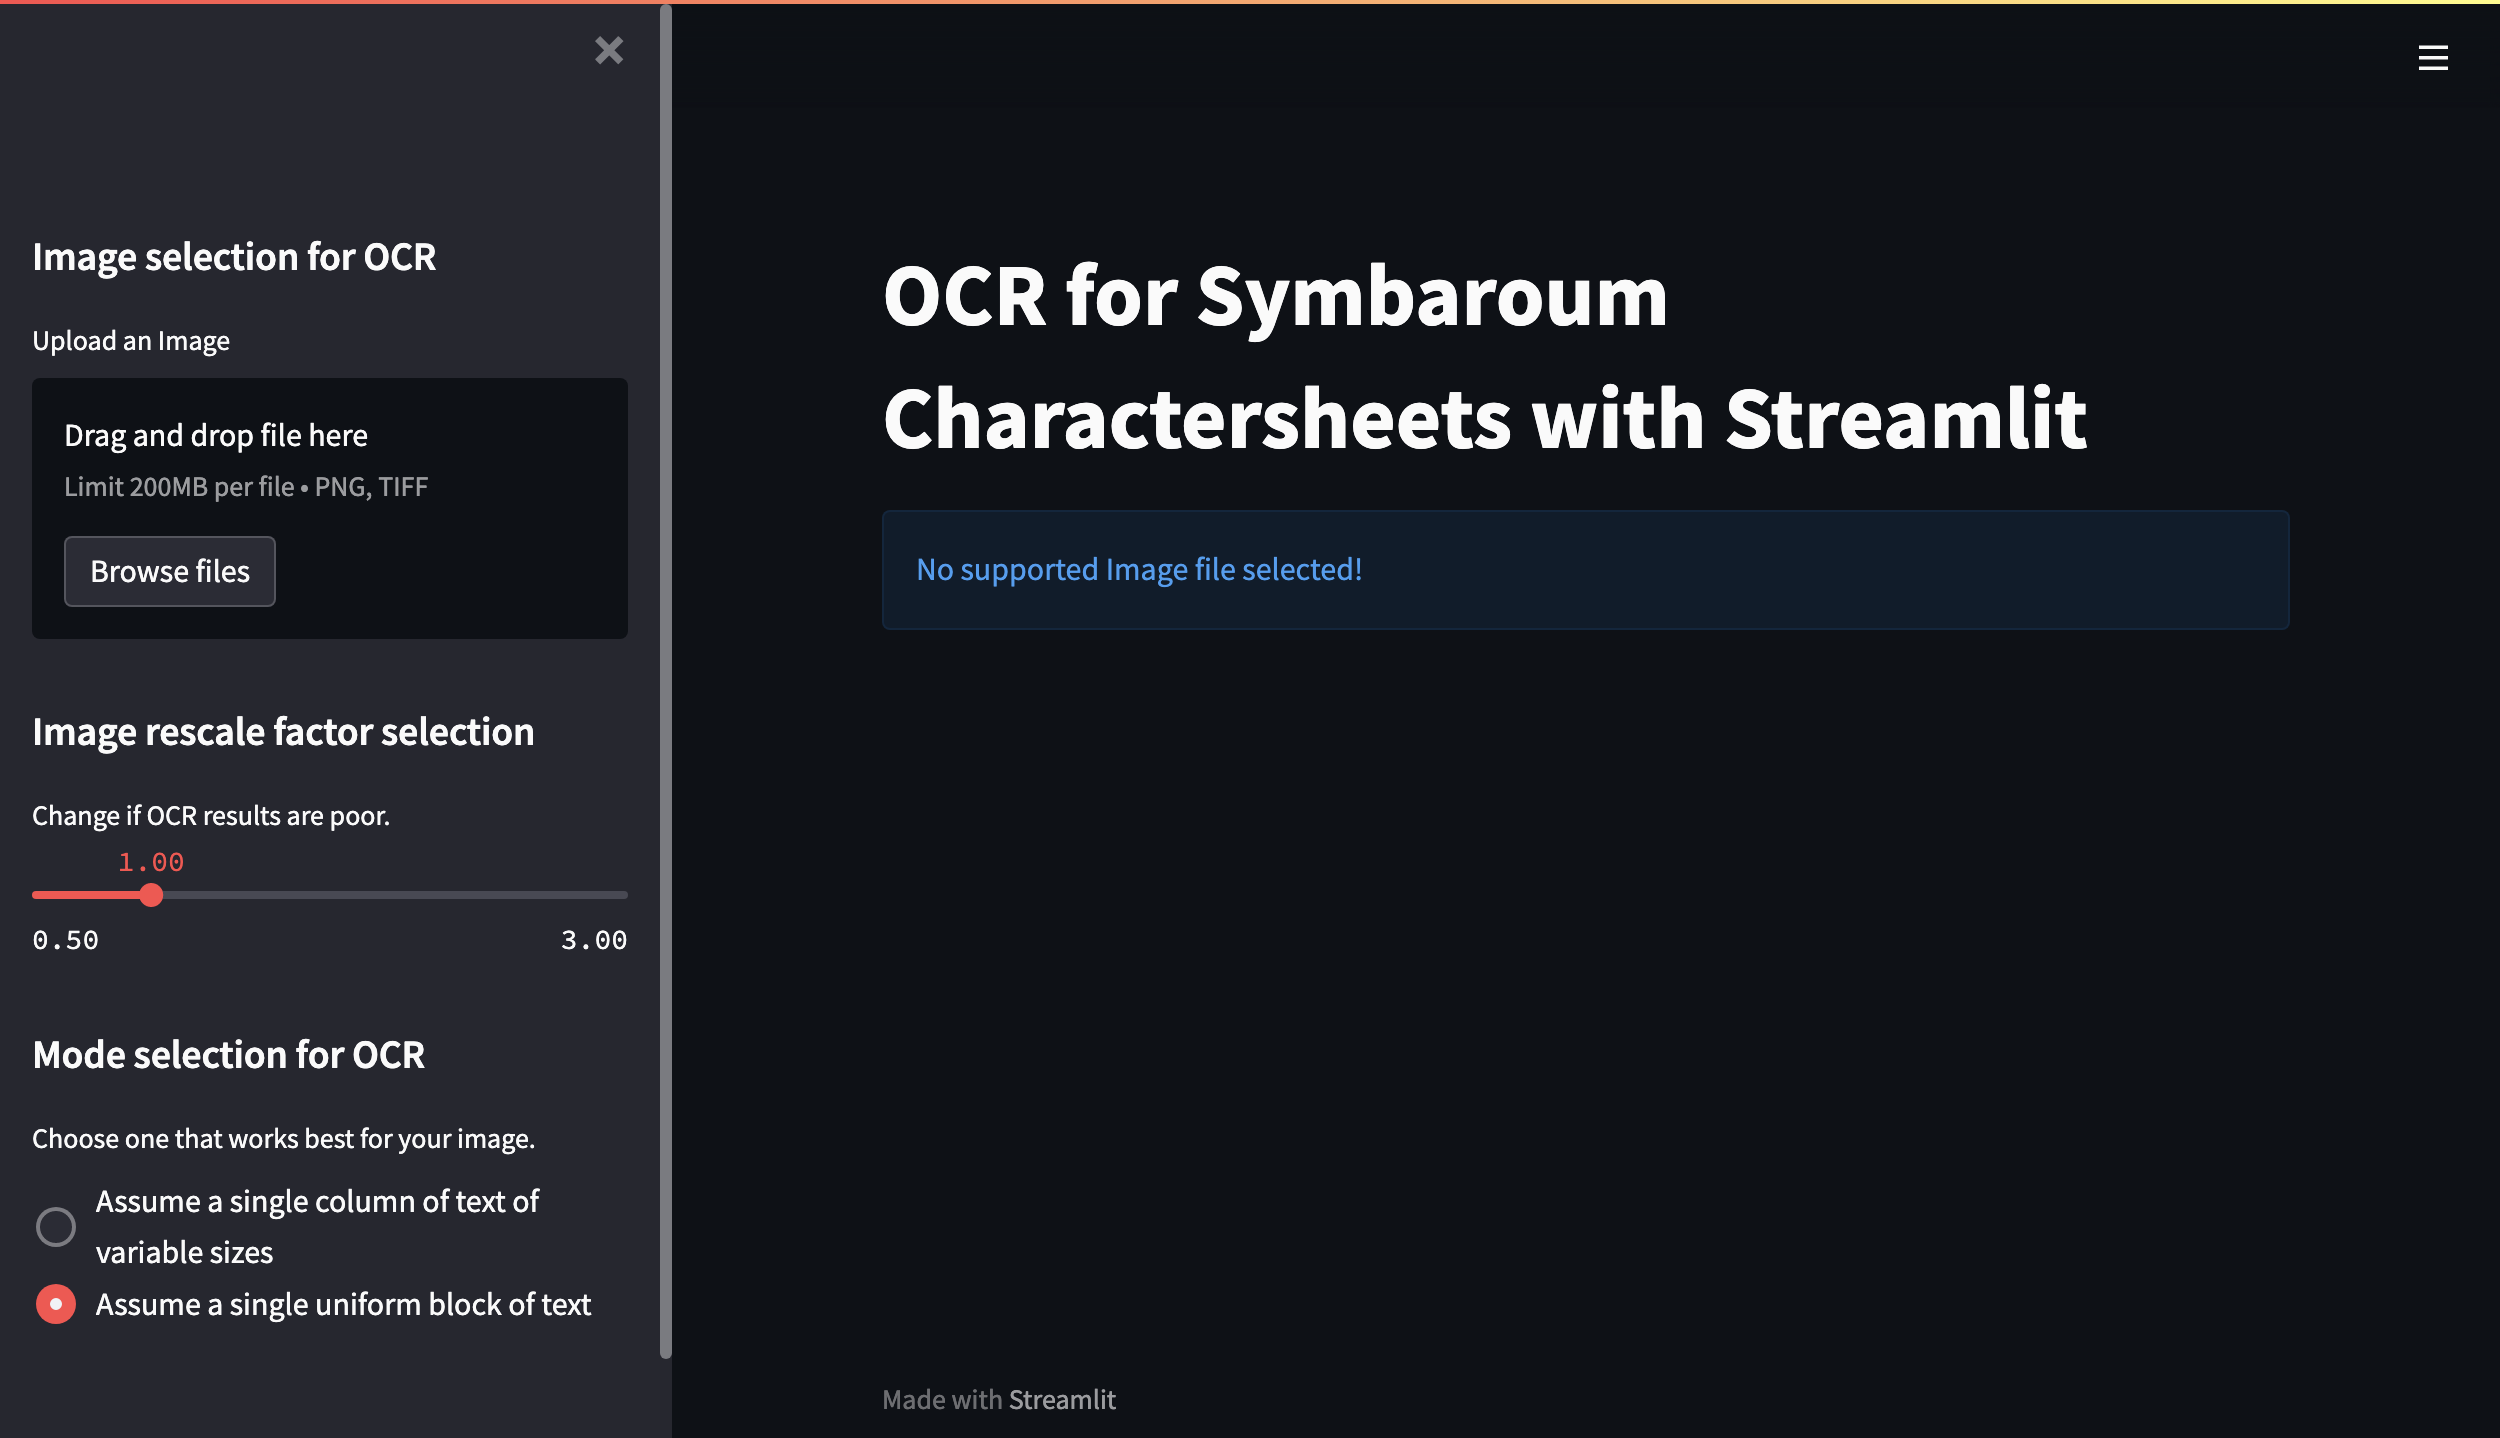 Image selection for OCR
Upload an Image
Drag and drop file here
Limit 200MB per file • PNG, TIFF
Browse files
Image rescale factor selection
Change if OCR results are poor.
1.00
0.50 3.00
Mode selection for OCR
Choose one that works best for your image.
Assume a single column of text of
variable sizes
Assume a single uniform block of text
OCR for Symbaroum
Charactersheets with Streamlit
No supported Image file selected!
Made with Streamlit